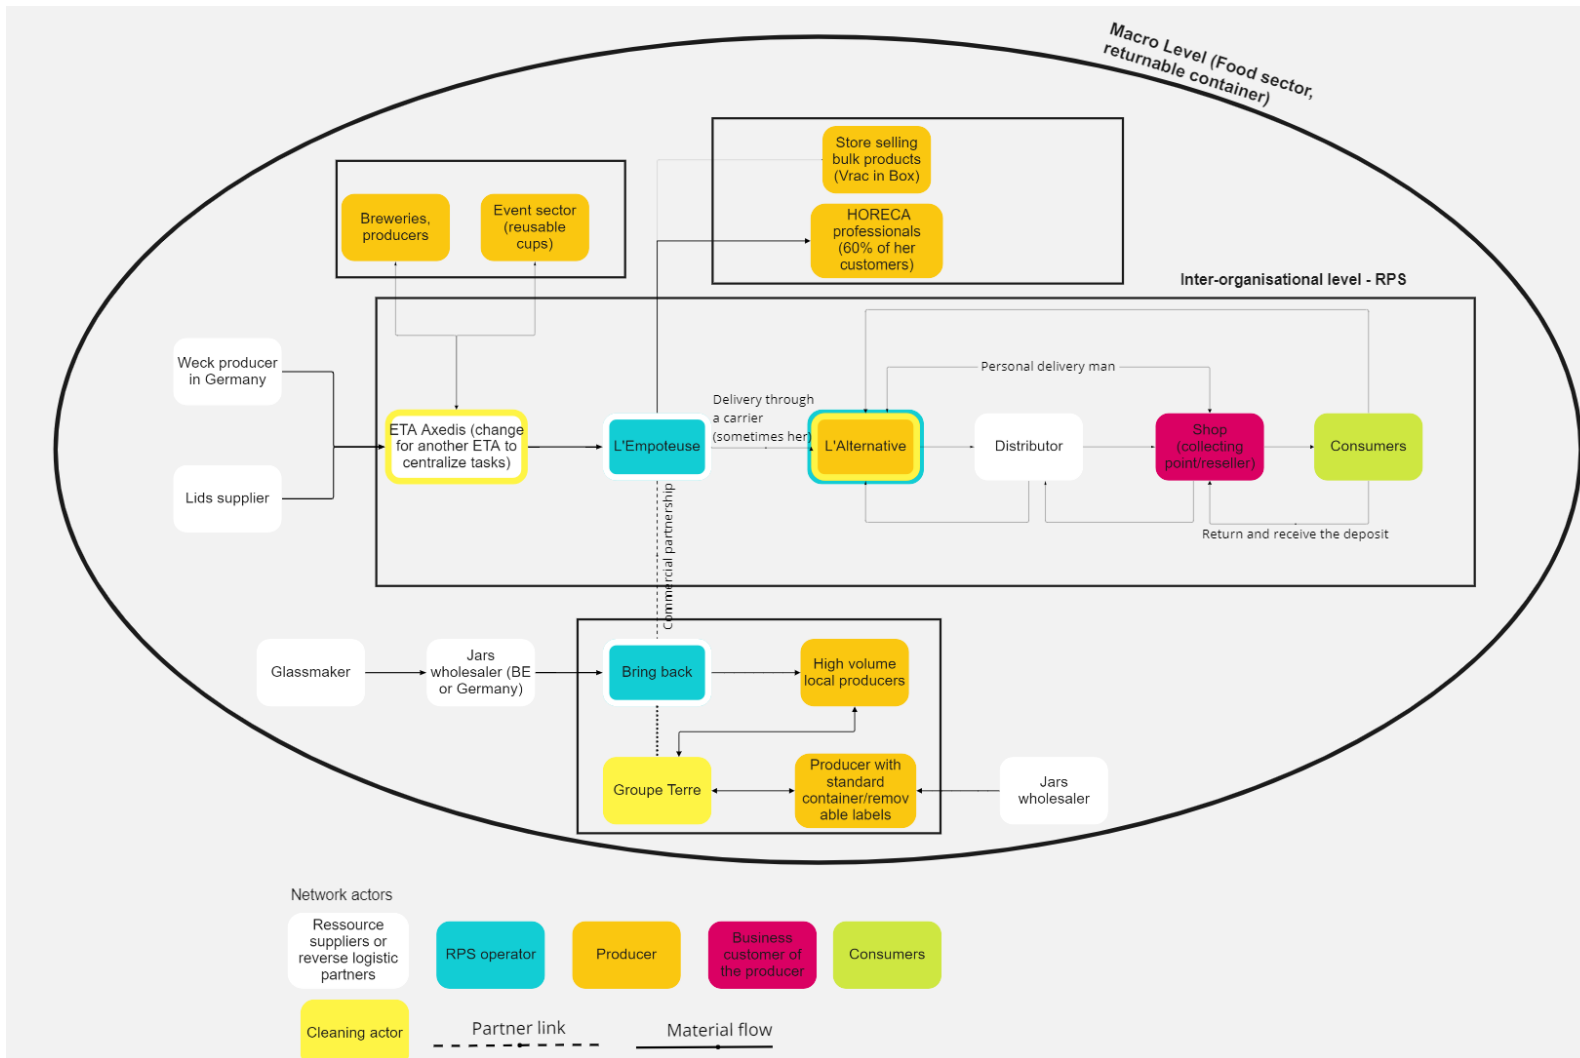 Macro Level (Food sector,
returnable container)
Store selling
bulk products
(Vrac in Box)
Breweries,
producers
Event sector
(reusable
cups)
HORECA
professionals
(60% of her
customers)
Inter-organisational level - RPS
Weck producer
in Germany
Personal delivery man
Delivery through
a carrier
(sometimes her)
ETA Axedis (change
for another ETA to
centralize tasks)
L'Empoteuse
L'Alternative
Distributor
Shop
(collecting
point/reseller)
Consumers
Lids supplier
Return and receive the deposit
Commercial partnership
Glassmaker
Jars
wholesaler (BE
or Germany)
Bring back
High volume
local producers
Groupe Terre
Producer with
standard
container/remov
able labels
Jars
wholesaler
Network actors
Ressource
suppliers or
reverse logistic
partners
RPS operator
Producer
Business
customer of
the producer
Consumers
Cleaning actor
Partner link
Material flow